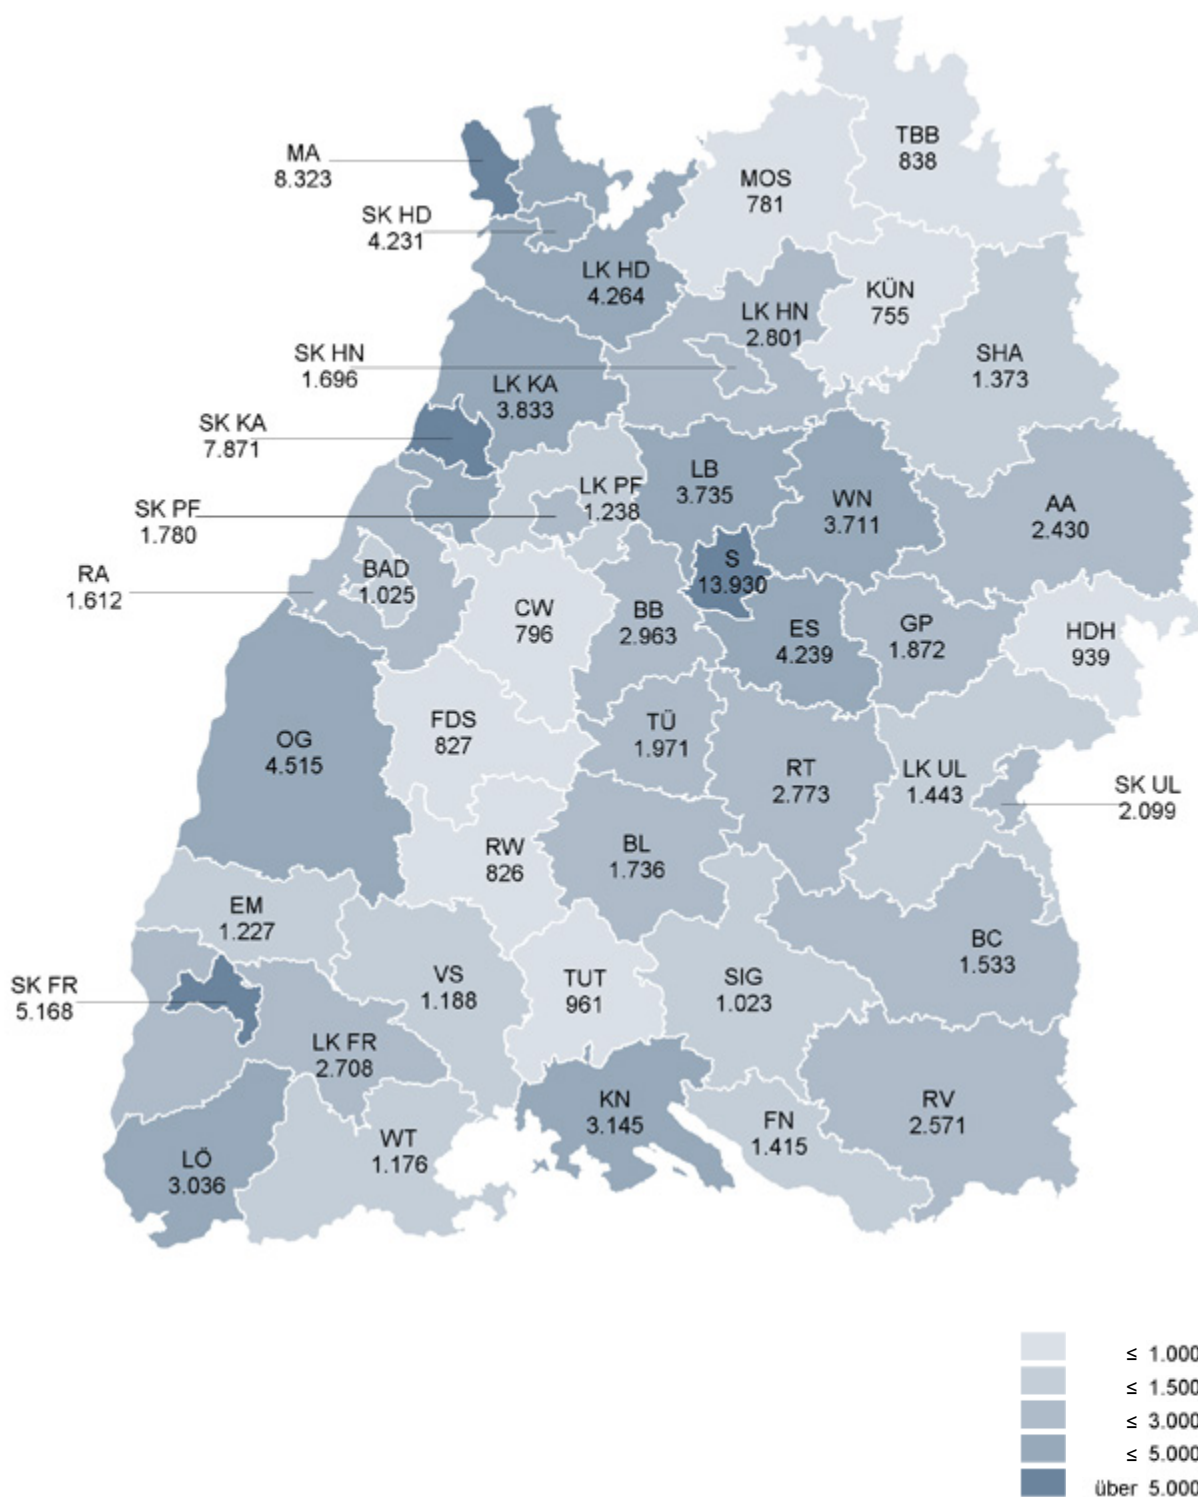 TBB
838
MA
8.323
MOS
781
SK HD
4.231
LK HD
4.264
KÜN
755
LK HN
2.801
SK HN
1.696
SHA
1.373
LK KA
3.833
SK KA
7.871
LB
3.735
LK PF
1.238
WN
3.711
AA
2.430
SK PF
1.780
S
13.930
RA
1.612
BAD
1.025
CW
796
BB
2.963
ES
4.239
GP
1.872
HDH
939
FDS
827
TÜ
1.971
OG
4.515
RT
2.773
LK UL
1.443
SK UL
2.099
RW
826
BL
1.736
EM
1.227
BC
1.533
SK FR
5.168
VS
1.188
TUT
961
SIG
1.023
LK FR
2.708
KN
3.145
FN
1.415
RV
2.571
WT
1.176
LÖ
3.036
≤ 1.000
≤ 1.500
≤ 3.000
≤ 5.000
über 5.000